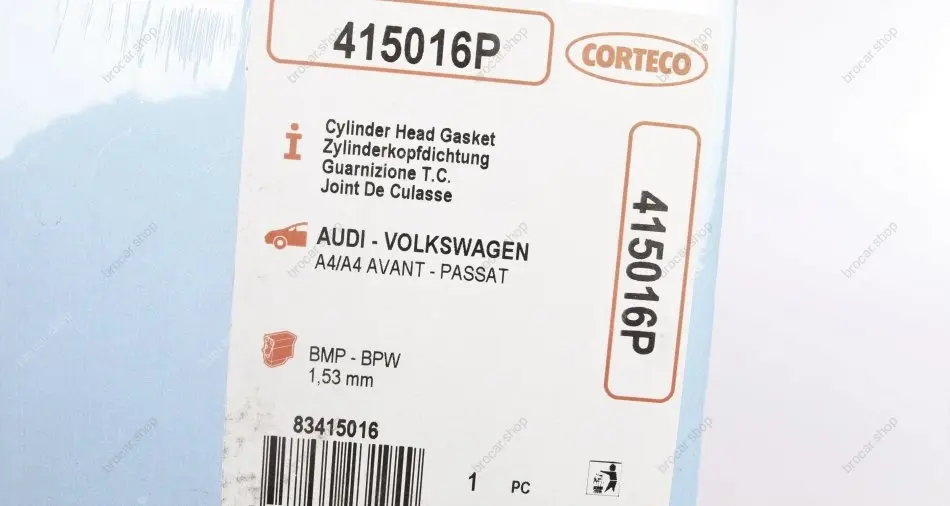 415016P
CORTECO®
Cylinder Head Gasket
Zylinderkopfdichtung
Guarnizione T.C.
Joint De Culasse
AUDI - VOLKSWAGEN
A4/A4 AVANT - PASSAT
415016P
BMP - BPW
1,53 mm
83415016
1 PC
brocar.shop